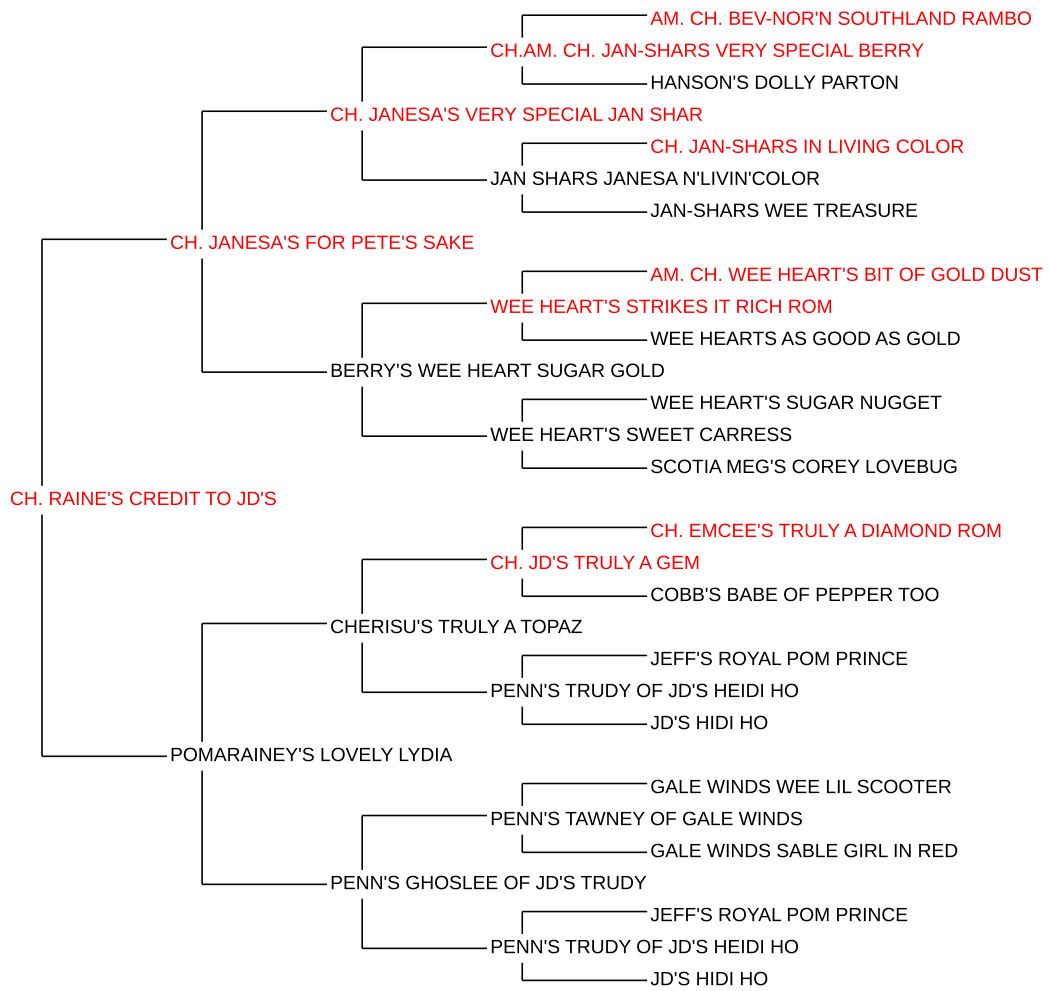 AM. CH. BEV-NOR'N SOUTHLAND RAMBO
CH.AM. CH. JAN-SHARS VERY SPECIAL BERRY
HANSON'S DOLLY PARTON
CH. JANESA'S VERY SPECIAL JAN SHAR
CH. JAN-SHARS IN LIVING COLOR
JAN SHARS JANESA N'LIVIN'COLOR
JAN-SHARS WEE TREASURE
CH. JANESA'S FOR PETE'S SAKE
AM. CH. WEE HEART'S BIT OF GOLD DUST
WEE HEART'S STRIKES IT RICH ROM
WEE HEARTS AS GOOD AS GOLD
BERRY'S WEE HEART SUGAR GOLD
WEE HEART'S SUGAR NUGGET
WEE HEART'S SWEET CARRESS
SCOTIA MEG'S COREY LOVEBUG
CH. RAINE'S CREDIT TO JD'S
CH. EMCEE'S TRULY A DIAMOND ROM
CH. JD'S TRULY A GEM
COBB'S BABE OF PEPPER TOO
CHERISU'S TRULY A TOPAZ
JEFF'S ROYAL POM PRINCE
PENN'S TRUDY OF JD'S HEIDI HO
JD'S HIDI HO
POMARAINEY'S LOVELY LYDIA
GALE WINDS WEE LIL SCOOTER
PENN'S TAWNEY OF GALE WINDS
GALE WINDS SABLE GIRL IN RED
PENN'S GHOSLEE OF JD'S TRUDY
JEFF'S ROYAL POM PRINCE
PENN'S TRUDY OF JD'S HEIDI HO
JD'S HIDI HO